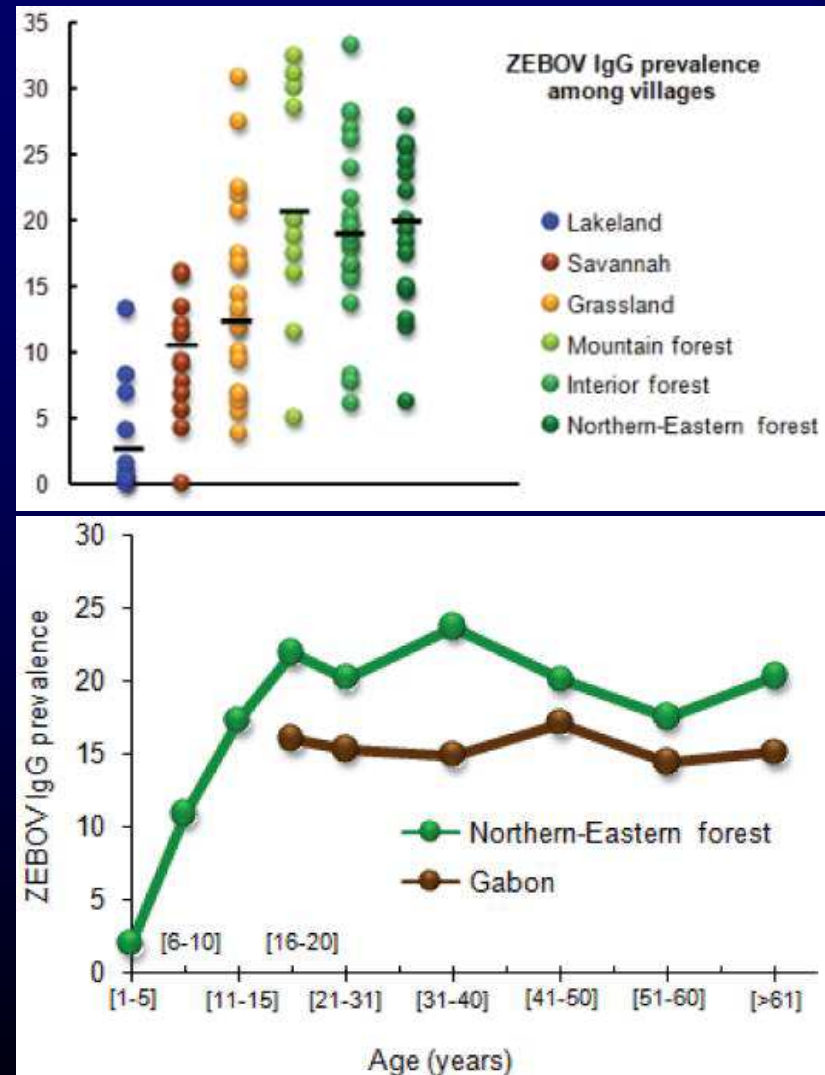 35
30
25
20
15
10
5
0
ZEBOV IgG prevalence
among villages
Lakeland
Savannah
Grassland
Mountain forest
Interior forest
Northern-Eastern forest
ZEBOV IgG prevalence
30
25
20
15
10
5
0
Northern-Eastern forest
Gabon
[6-10] [16-20]
[1-5] [11-15] [21-31] [31-40] [41-50] [51-60] [>61]
Age (years)